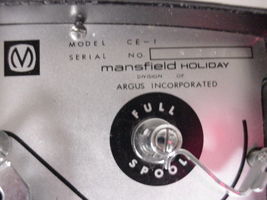 MODEL CE-1
SERIAL NO
mansfield HOLIDAY
DIVISION OF
ARGUS INCORPORATED
M
FULL
SPOOL